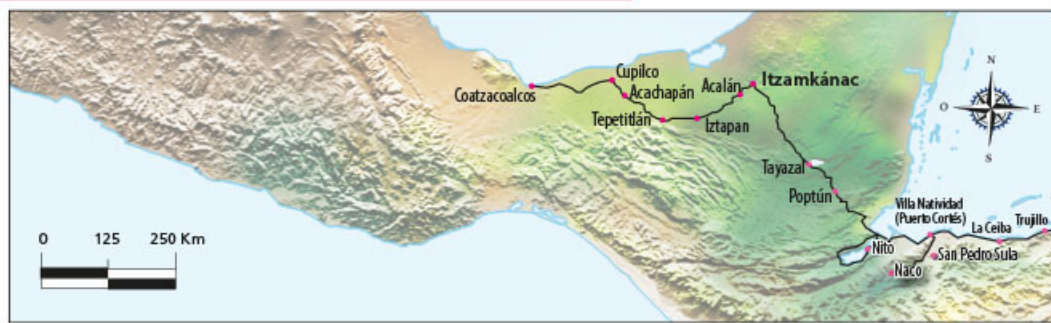 Cupilco
Coatzacoalcos
Acachapán
Tepetitlán
Iztapan
Acalán
Itzamkánac
Tayazal
Poptún
Villa Natividad
(Puerto Cortés)
La Ceiba
Trujillo
Nito
San Pedro Sula
Naco
N
O
E
S
0 125 250 Km